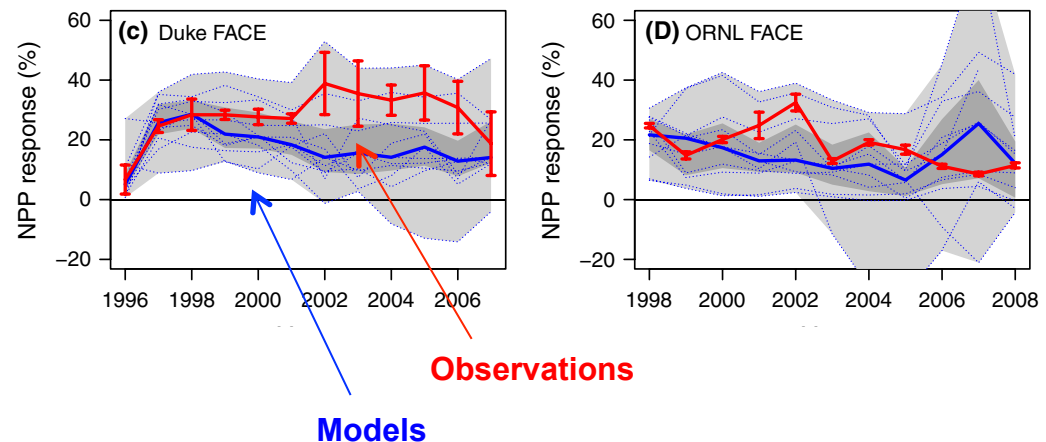 (c) Duke FACE
NPP response (%)
60
40
20
0
−20
1996 1998 2000 2002 2004 2006
(D) ORNL FACE
NPP response (%)
60
40
20
0
−20
1998 2000 2002 2004 2006 2008
Observations
Models